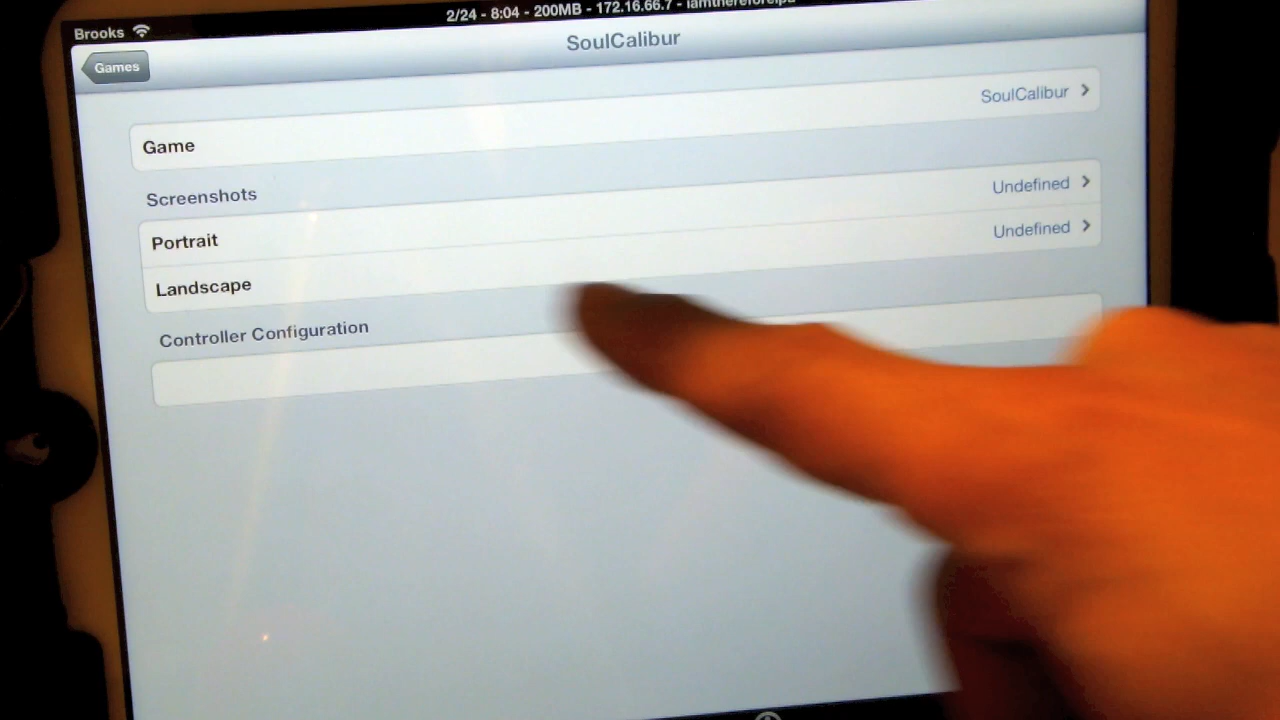 Brooks 2/24 - 8:04 - 200MB - 172.16.66.7 -
Games
SoulCalibur
Game SoulCalibur
Screenshots
Portrait Undefined
Landscape Undefined
Controller Configuration